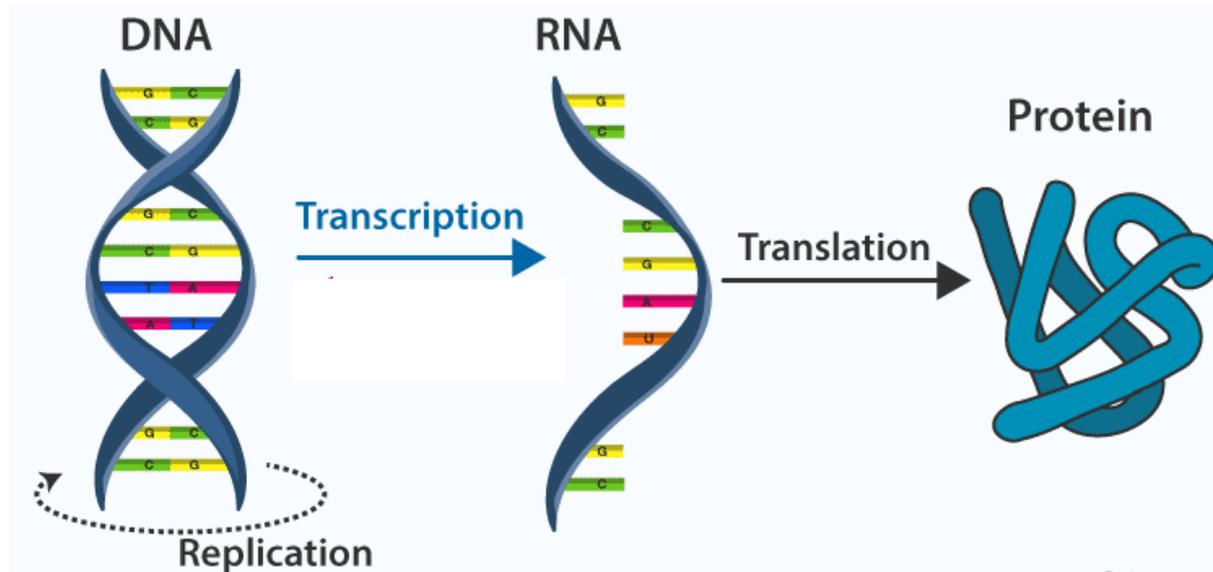 DNA
RNA
Protein
G C
C G
G C
C G
T A
A T
G C
C G
G
C
C
G
A
U
G
C
Transcription
Translation
Replication